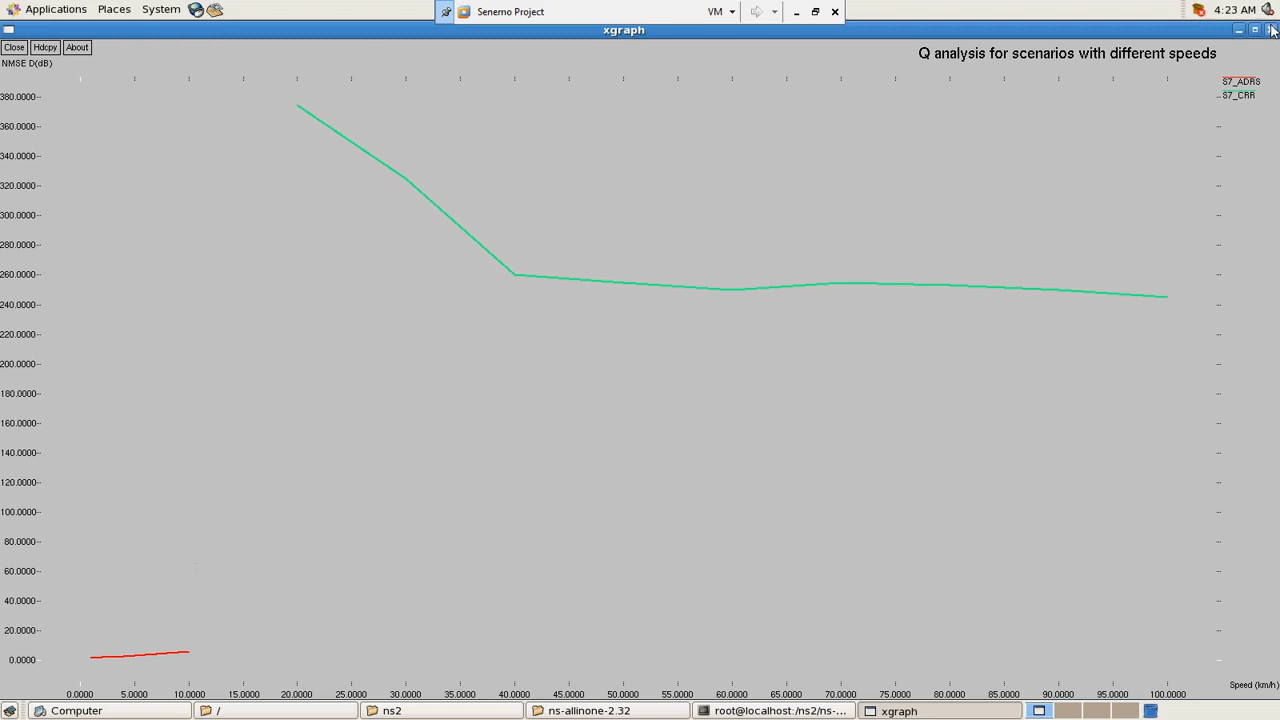 Applications Places System
Senemo Project
VM
4:23 AM
xgraph
Close Hdcpy About
Q analysis for scenarios with different speeds
NMSE D(dB)
S7_ADRS
S7_CRR
380.0000
360.0000
340.0000
320.0000
300.0000
280.0000
260.0000
240.0000
220.0000
200.0000
180.0000
160.0000
140.0000
120.0000
100.0000
80.0000
60.0000
40.0000
20.0000
0.0000
Speed (km/h)
0.0000 5.0000 10.0000 15.0000 20.0000 25.0000 30.0000 35.0000 40.0000 45.0000 50.0000 55.0000 60.0000 65.0000 70.0000 75.0000 80.0000 85.0000 90.0000 95.0000 100.0000
Computer / ns2 ns-allinone-2.32 root@localhost:/ns2/ns-... xgraph